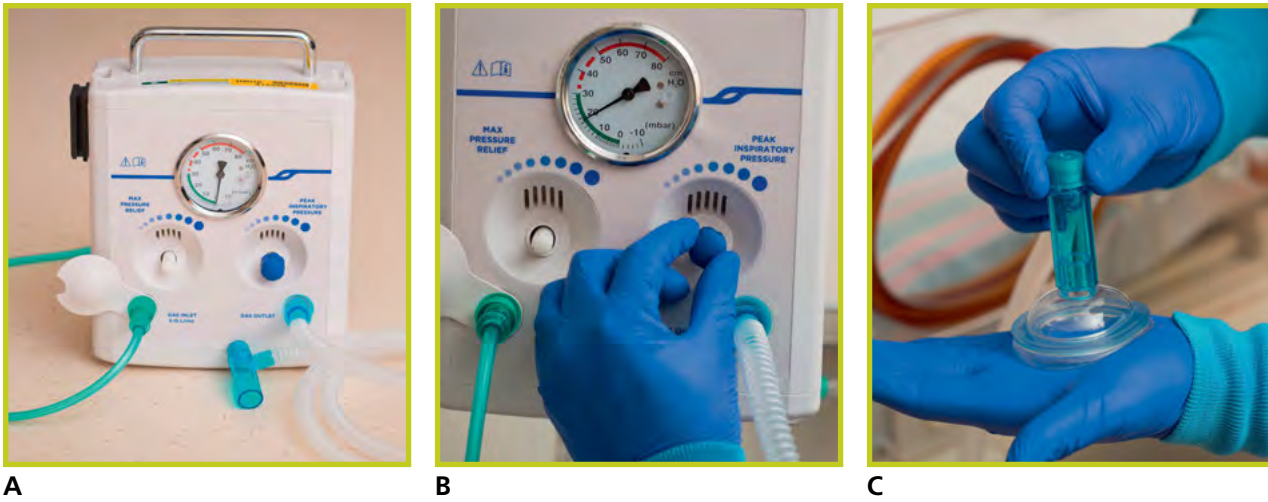 MAX
PRESSURE
RELIEF
PEAK
INSPIRATORY
PRESSURE
GAS INLET
GAS OUTLET
50
60
70
80
40
30
20
10
0
-10
cm
H₂O
(mbar)
MAX
PRESSURE
RELIEF
PEAK
INSPIRATORY
PRESSURE
A
B
C